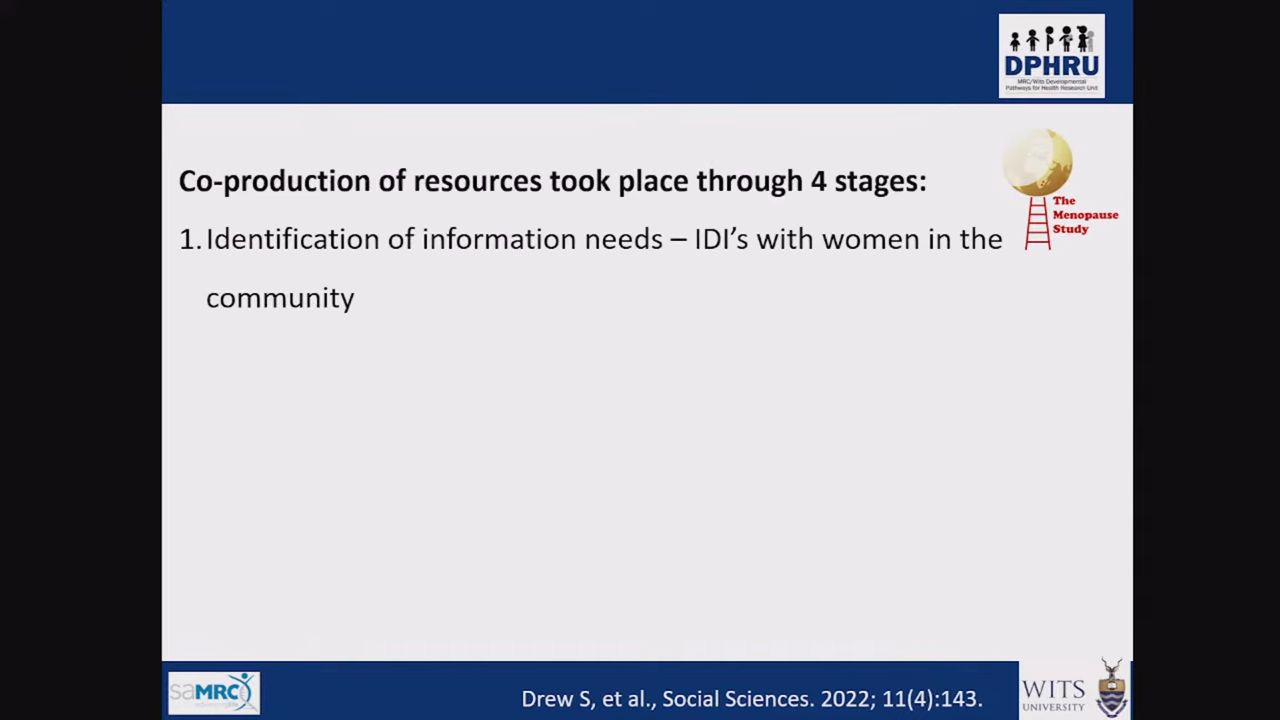 DPHRU
MRC/Wits Developmental
Pathways for Health Research Unit
Co-production of resources took place through 4 stages:
The
Menopause
Study
1. Identification of information needs – IDI’s with women in the
community
saMRC
advancing life
Drew S, et al., Social Sciences. 2022; 11(4):143.
WITS
UNIVERSITY